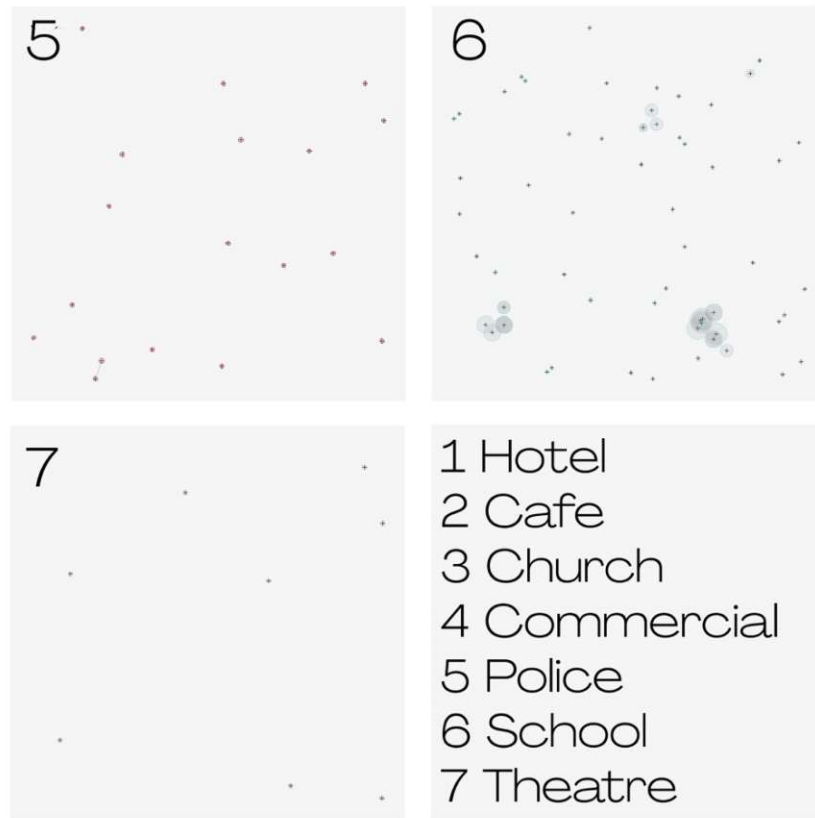 5
6
7
1 Hotel
2 Cafe
3 Church
4 Commercial
5 Police
6 School
7 Theatre